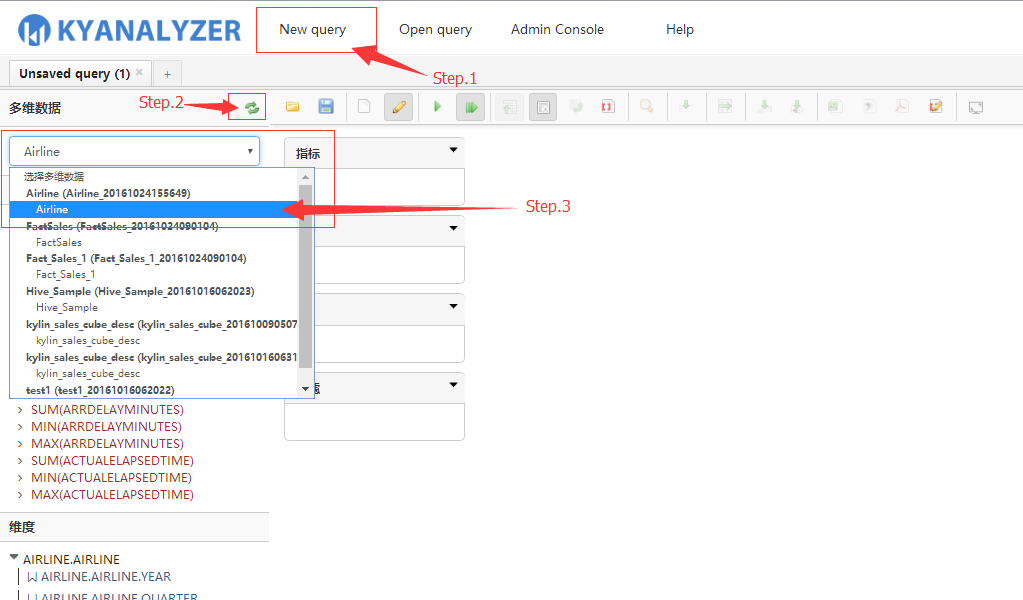 KYANALYZER
New query
Open query
Admin Console
Help
Step.1
Unsaved query (1) ×
+
多维数据
Step.2
Airline
指标
选择多维数据
Airline (Airline_20161024155649)
Airline
Step.3
FactSales (FactSales_20161024090104)
FactSales
Fact_Sales_1 (Fact_Sales_1_20161024090104)
Fact_Sales_1
Hive_Sample (Hive_Sample_20161016062023)
Hive_Sample
kylin_sales_cube_desc (kylin_sales_cube_201610090507
kylin_sales_cube_desc
kylin_sales_cube_desc (kylin_sales_cube_201610160631
kylin_sales_cube_desc
test1 (test1_20161016062022)
SUM(ARRDELAYMINUTES)
MIN(ARRDELAYMINUTES)
MAX(ARRDELAYMINUTES)
SUM(ACTUALELAPSEDTIME)
MIN(ACTUALELAPSEDTIME)
MAX(ACTUALELAPSEDTIME)
维度
AIRLINE.AIRLINE
AIRLINE.AIRLINE.YEAR
AIRLINE.AIRLINE.QUARTER